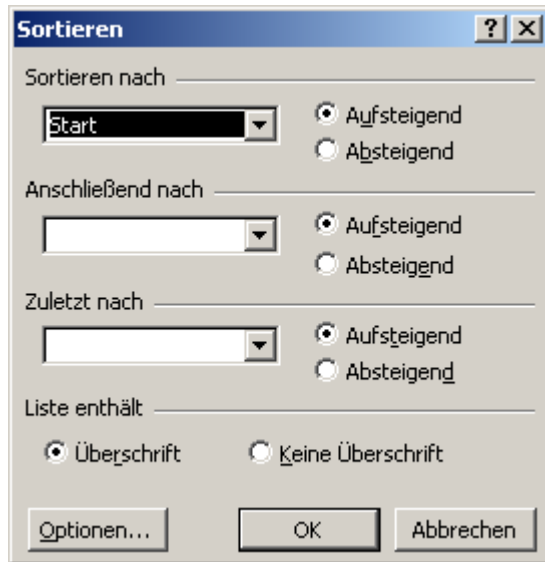 Sortieren
Sortieren nach
Start
Aufsteigend
Absteigend
Anschließend nach
Aufsteigend
Absteigend
Zuletzt nach
Aufsteigend
Absteigend
Liste enthält
Überschrift
Keine Überschrift
Optionen...
OK
Abbrechen